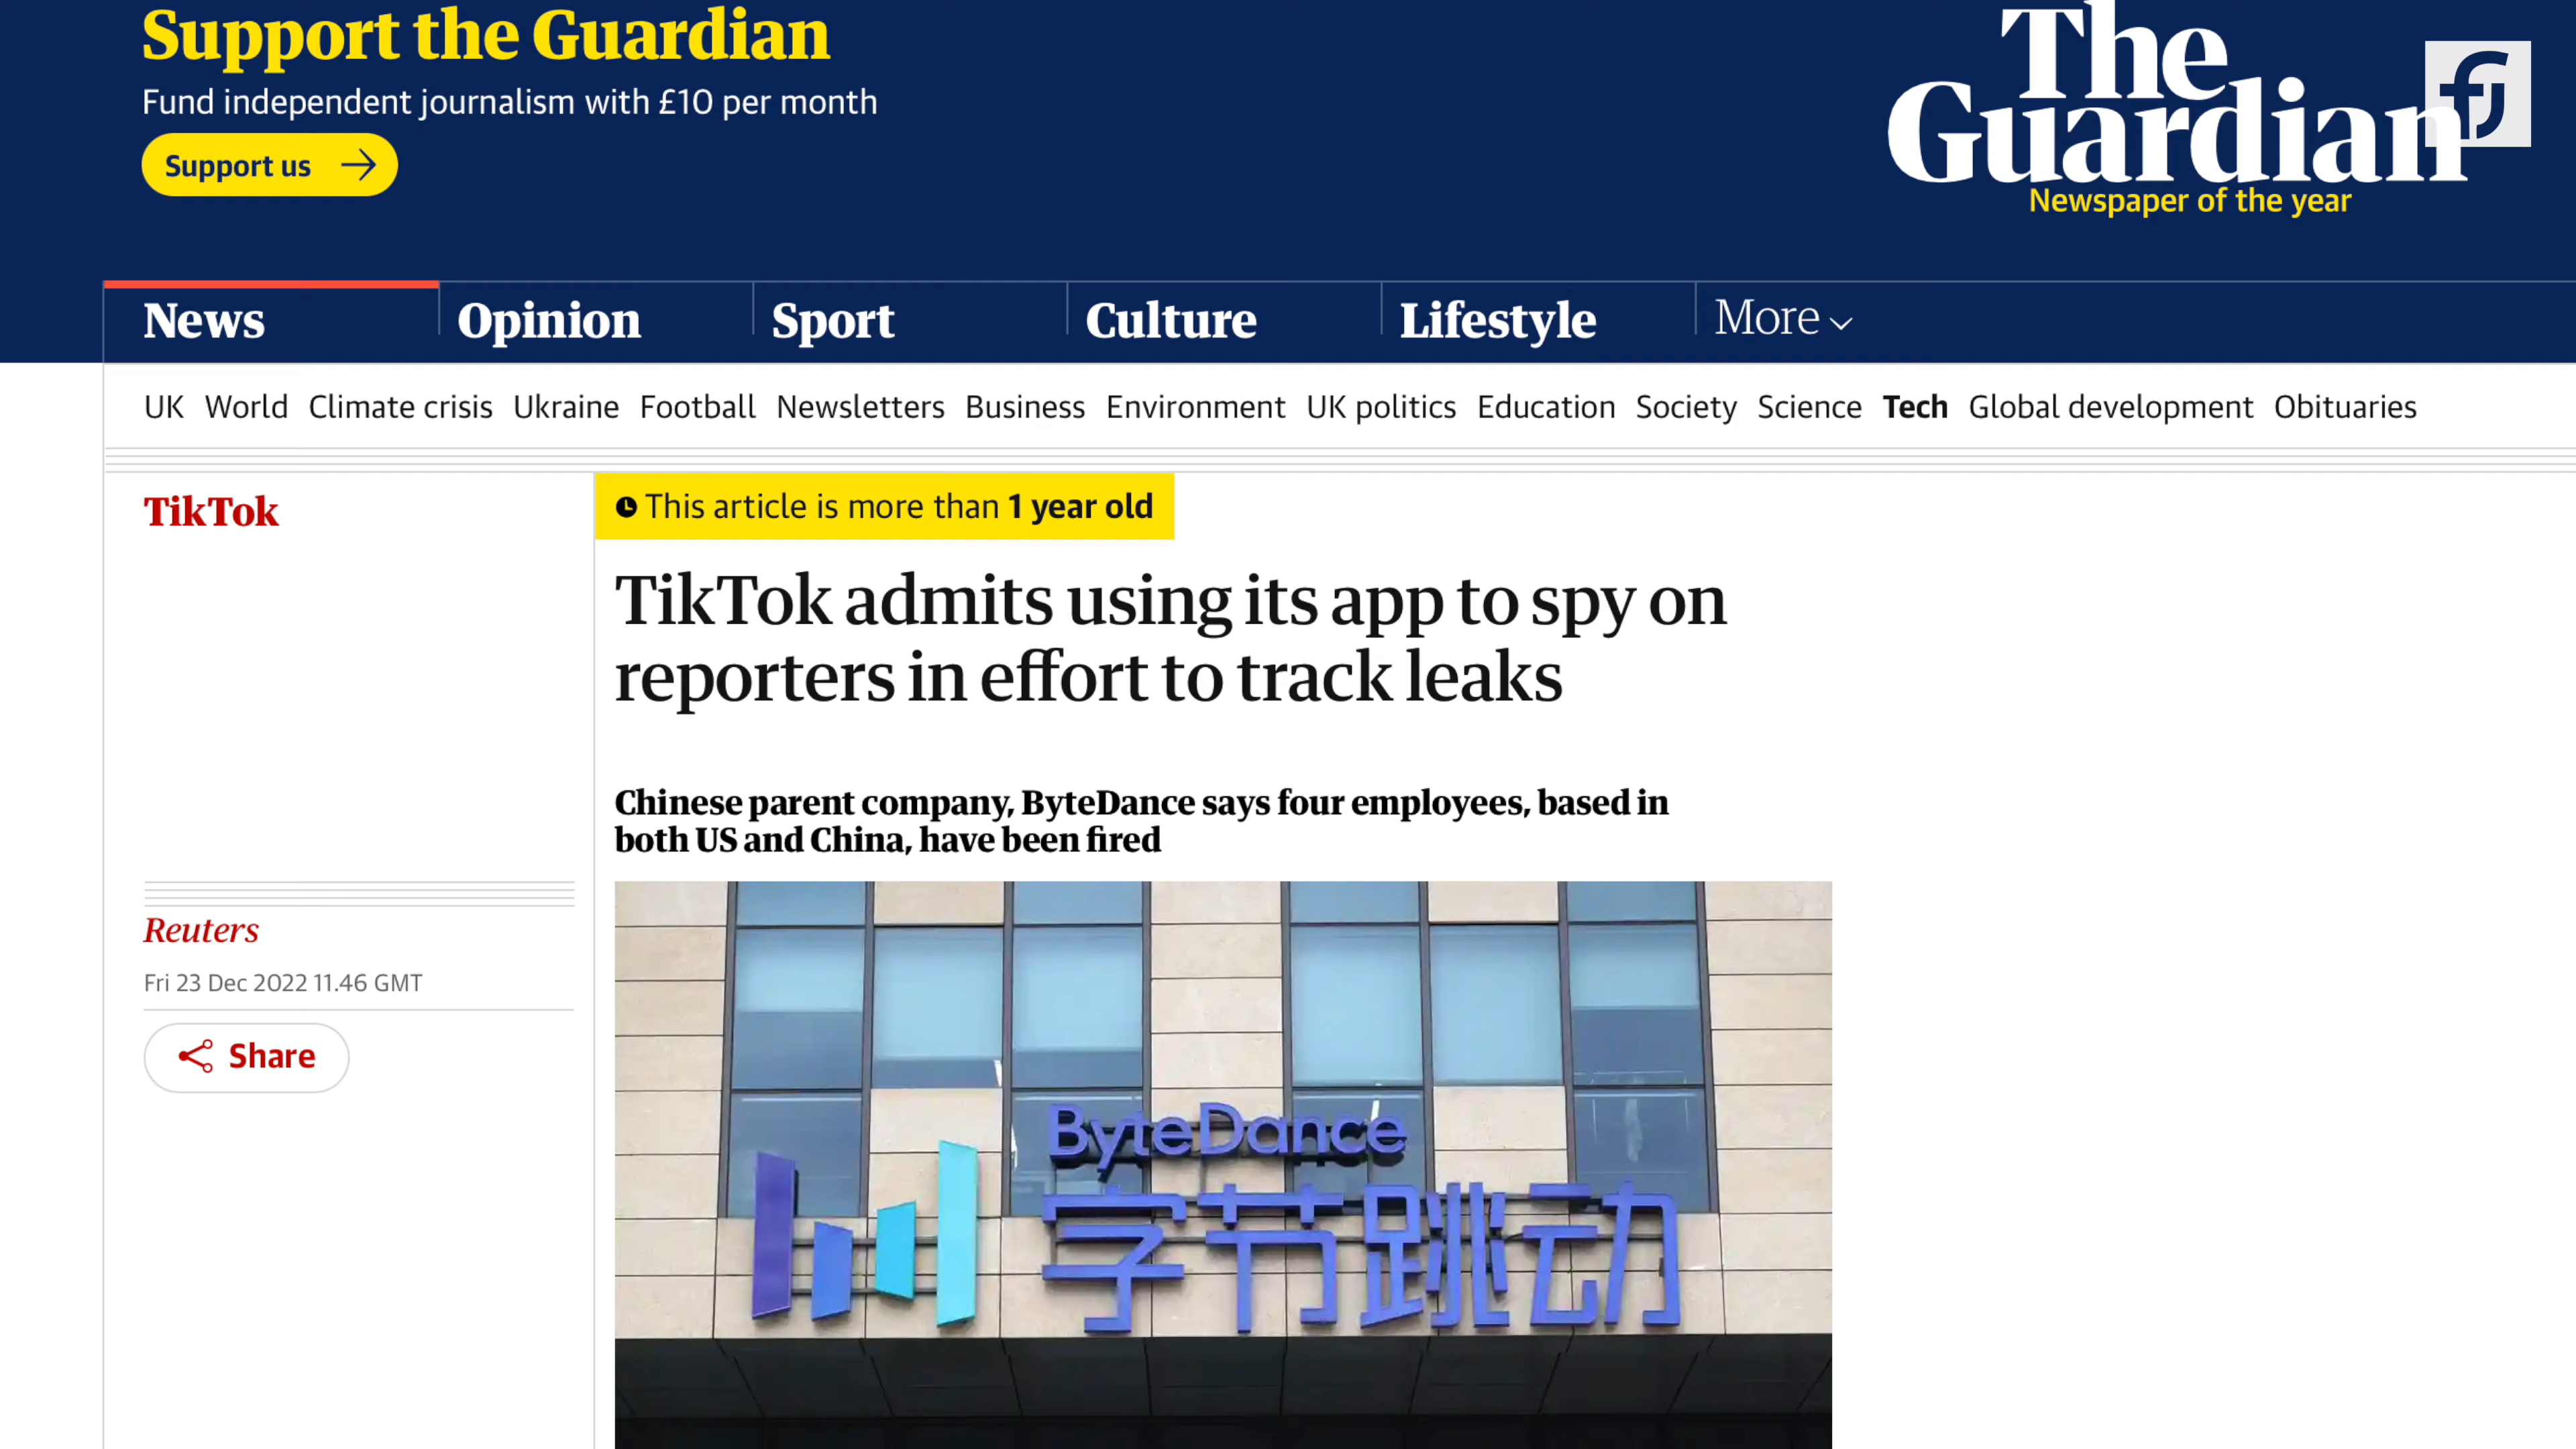 Support the Guardian
Fund independent journalism with £10 per month
Support us
The
Guardian
Newspaper of the year
fj
News Opinion Sport Culture Lifestyle More
UK World Climate crisis Ukraine Football Newsletters Business Environment UK politics Education Society Science Tech Global development Obituaries
TikTok
This article is more than 1 year old
TikTok admits using its app to spy on
reporters in effort to track leaks
Chinese parent company, ByteDance says four employees, based in
both US and China, have been fired
Reuters
Fri 23 Dec 2022 11.46 GMT
Share
ByteDance
字节跳动